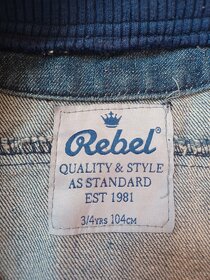 Rebel
QUALITY & STYLE
AS STANDARD
EST 1981
3/4YRS 104CM